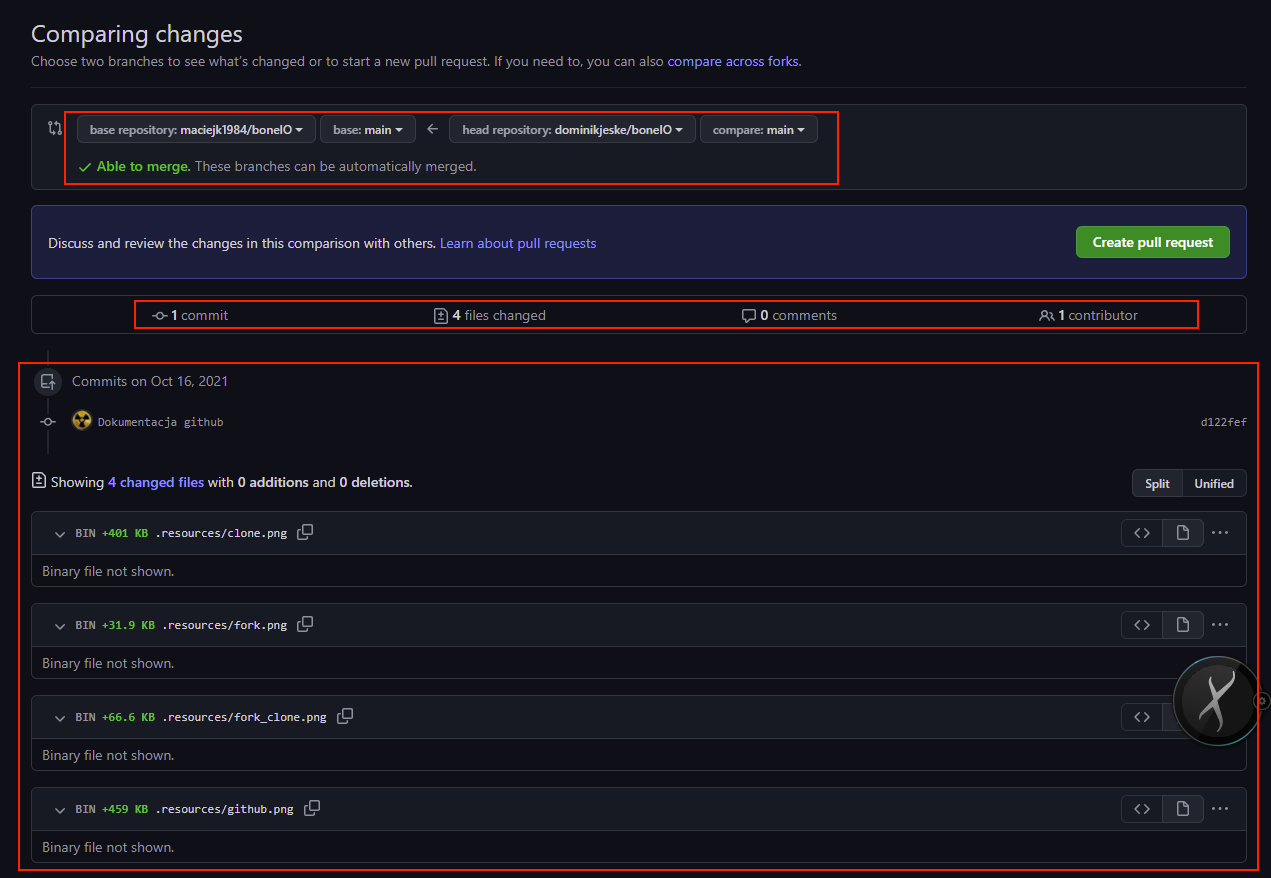 Comparing changes
Choose two branches to see what's changed or to start a new pull request. If you need to, you can also compare across forks.
base repository: maciejk1984/boneIO base: main head repository: dominikjeske/boneIO compare: main
Able to merge. These branches can be automatically merged.
Discuss and review the changes in this comparison with others. Learn about pull requests Create pull request
1 commit 4 files changed 0 comments 1 contributor
Commits on Oct 16, 2021
Dokumentacja github d122fef
Showing 4 changed files with 0 additions and 0 deletions. Split Unified
BIN +401 KB .resources/clone.png
Binary file not shown.
BIN +31.9 KB .resources/fork.png
Binary file not shown.
BIN +66.6 KB .resources/fork_clone.png
Binary file not shown.
BIN +459 KB .resources/github.png
Binary file not shown.